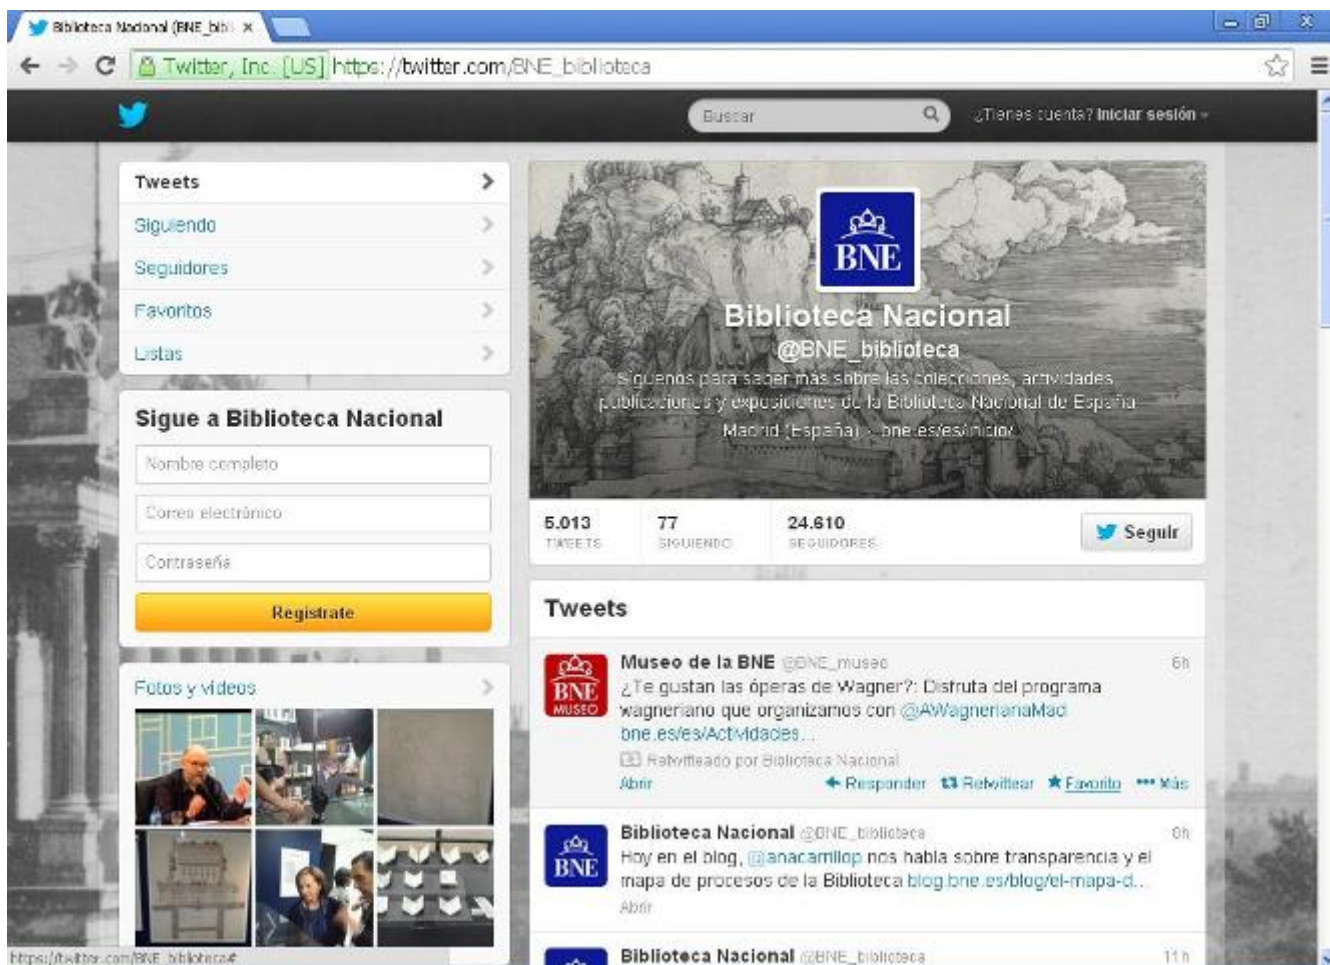 Biblioteca Nacional (BNE_bibl
Twitter, Inc. [US] https://twitter.com/BNE_biblioteca
Buscar
¿Tienes cuenta? Iniciar sesión
Tweets
Siguiendo
Seguidores
Favoritos
Listas
Sigue a Biblioteca Nacional
Nombre completo
Correo electrónico
Contraseña
Regístrate
Fotos y vídeos
BNE
Biblioteca Nacional
@BNE_biblioteca
Síguenos para saber más sobre las colecciones, actividades
publicaciones y exposiciones de la Biblioteca Nacional de España
Madrid (España) · bne.es/es/Inicio/
5.013 TWEETS
77 SIGUIENDO
24.610 SEGUIDORES
Seguir
Tweets
BNE MUSEO
Museo de la BNE @BNE_museo 6h
¿Te gustan las óperas de Wagner?: Disfruta del programa
wagneriano que organizamos con @AWagnerianaMad
bne.es/es/Actividades...
Retwitteado por Biblioteca Nacional
Abrir Responder Retwittear Favorito Más
BNE
Biblioteca Nacional @BNE_biblioteca
Hoy en el blog, @anacarrillop nos habla sobre transparencia y el
mapa de procesos de la Biblioteca blog.bne.es/blog/el-mapa-d...
Abrir
Biblioteca Nacional @BNE_biblioteca 11h
https://twitter.com/BNE_biblioteca#